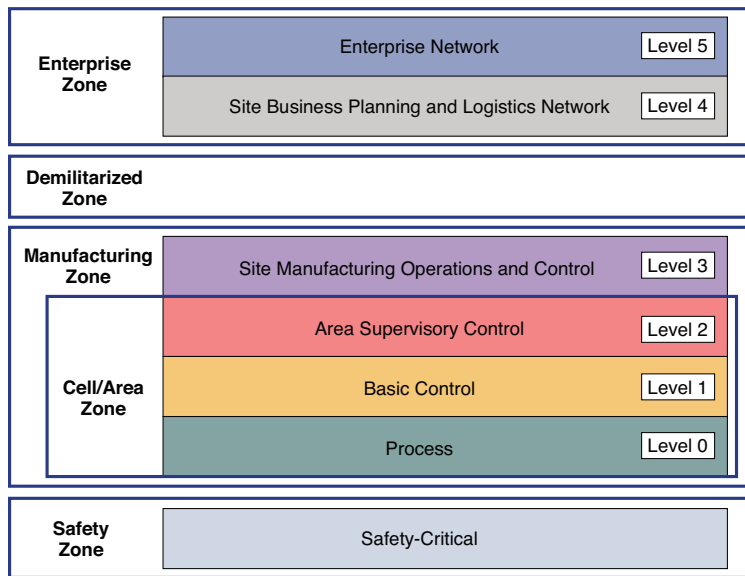 Enterprise
Zone
Enterprise Network
Level 5
Site Business Planning and Logistics Network
Level 4
Demilitarized
Zone
Manufacturing
Zone
Site Manufacturing Operations and Control
Level 3
Cell/Area
Zone
Area Supervisory Control
Level 2
Basic Control
Level 1
Process
Level 0
Safety
Zone
Safety-Critical